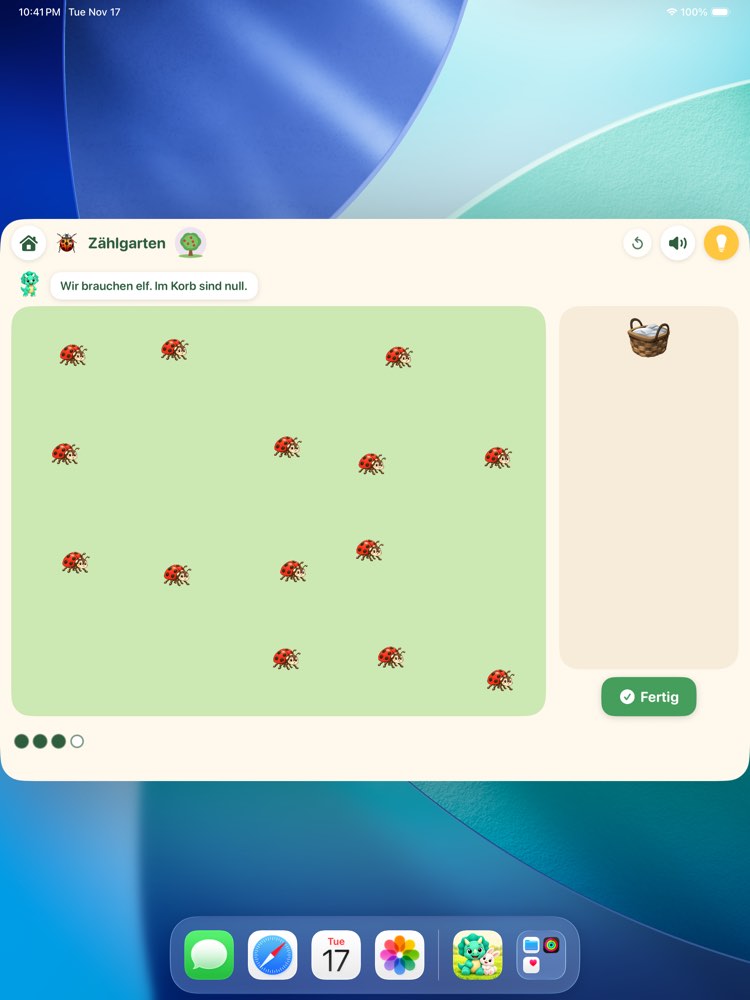 10:41 PM Tue Nov 17 100%
Zählgarten
Wir brauchen elf. Im Korb sind null.
Fertig
Tue
17